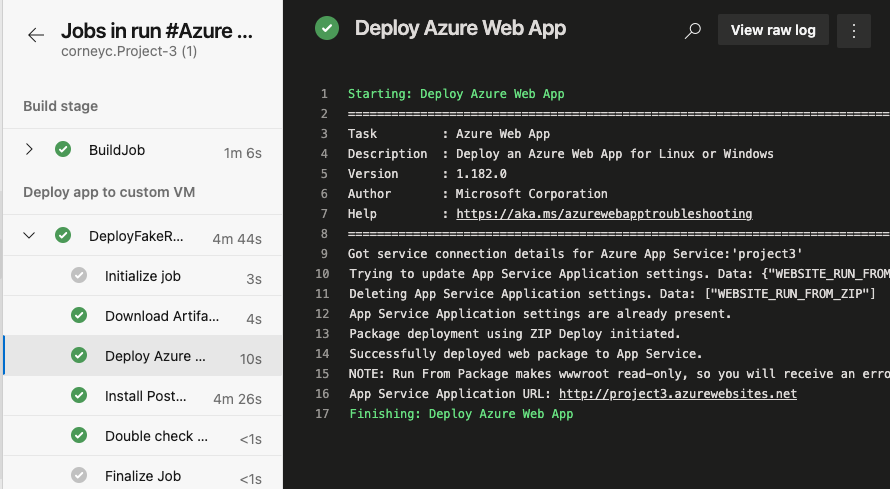 Jobs in run #Azure ...
corneyc.Project-3 (1)
Build stage
BuildJob 1m 6s
Deploy app to custom VM
DeployFakeR... 4m 44s
Initialize job 3s
Download Artifa... 4s
Deploy Azure ... 10s
Install Post... 4m 26s
Double check ... <1s
Finalize Job <1s
Deploy Azure Web App
View raw log
1 Starting: Deploy Azure Web App
2 ==============================================================================
3 Task         : Azure Web App
4 Description  : Deploy an Azure Web App for Linux or Windows
5 Version      : 1.182.0
6 Author       : Microsoft Corporation
7 Help         : https://aka.ms/azurewebapptroubleshooting
8 ==============================================================================
9 Got service connection details for Azure App Service:'project3'
10 Trying to update App Service Application settings. Data: {"WEBSITE_RUN_FROM
11 Deleting App Service Application settings. Data: ["WEBSITE_RUN_FROM_ZIP"]
12 App Service Application settings are already present.
13 Package deployment using ZIP Deploy initiated.
14 Successfully deployed web package to App Service.
15 NOTE: Run From Package makes wwwroot read-only, so you will receive an erro
16 App Service Application URL: http://project3.azurewebsites.net
17 Finishing: Deploy Azure Web App